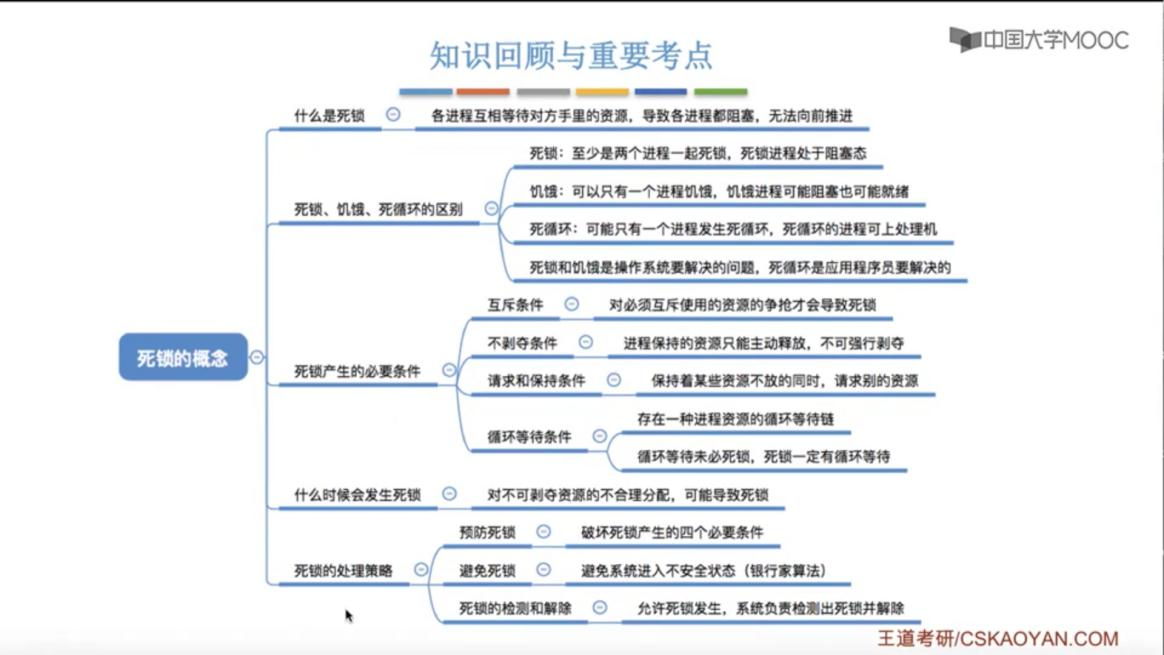 中国大学MOOC
知识回顾与重要考点
什么是死锁
各进程互相等待对方手里的资源，导致各进程都阻塞，无法向前推进
死锁、饥饿、死循环的区别
死锁：至少是两个进程一起死锁，死锁进程处于阻塞态
饥饿：可以只有一个进程饥饿，饥饿进程可能阻塞也可能就绪
死循环：可能只有一个进程发生死循环，死循环的进程可上处理机
死锁和饥饿是操作系统要解决的问题，死循环是应用程序员要解决的
死锁的概念
死锁产生的必要条件
互斥条件
对必须互斥使用的资源的争抢才会导致死锁
不剥夺条件
进程保持的资源只能主动释放，不可强行剥夺
请求和保持条件
保持着某些资源不放的同时，请求别的资源
循环等待条件
存在一种进程资源的循环等待链
循环等待未必死锁，死锁一定有循环等待
什么时候会发生死锁
对不可剥夺资源的不合理分配，可能导致死锁
死锁的处理策略
预防死锁
破坏死锁产生的四个必要条件
避免死锁
避免系统进入不安全状态（银行家算法）
死锁的检测和解除
允许死锁发生，系统负责检测出死锁并解除
王道考研/CSKAOYAN.COM